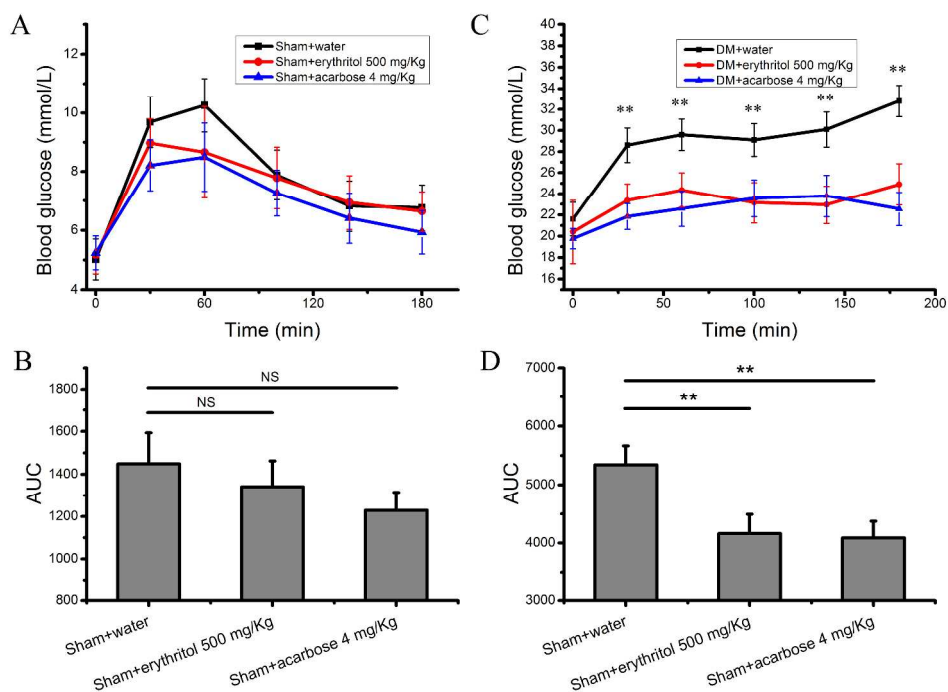 A
Blood glucose (mmol/L)
12
10
8
6
4
0
60
120
180
Time (min)
Sham+water
Sham+erythritol 500 mg/Kg
Sham+acarbose 4 mg/Kg
C
Blood glucose (mmol/L)
40
38
36
34
32
30
28
26
24
22
20
18
16
0
50
100
150
200
Time (min)
DM+water
DM+erythritol 500 mg/Kg
DM+acarbose 4 mg/Kg
**
**
**
**
**
B
AUC
1800
1600
1400
1200
1000
800
NS
NS
Sham+water
Sham+erythritol 500 mg/Kg
Sham+acarbose 4 mg/Kg
D
AUC
7000
6000
5000
4000
3000
**
**
Sham+water
Sham+erythritol 500 mg/Kg
Sham+acarbose 4 mg/Kg